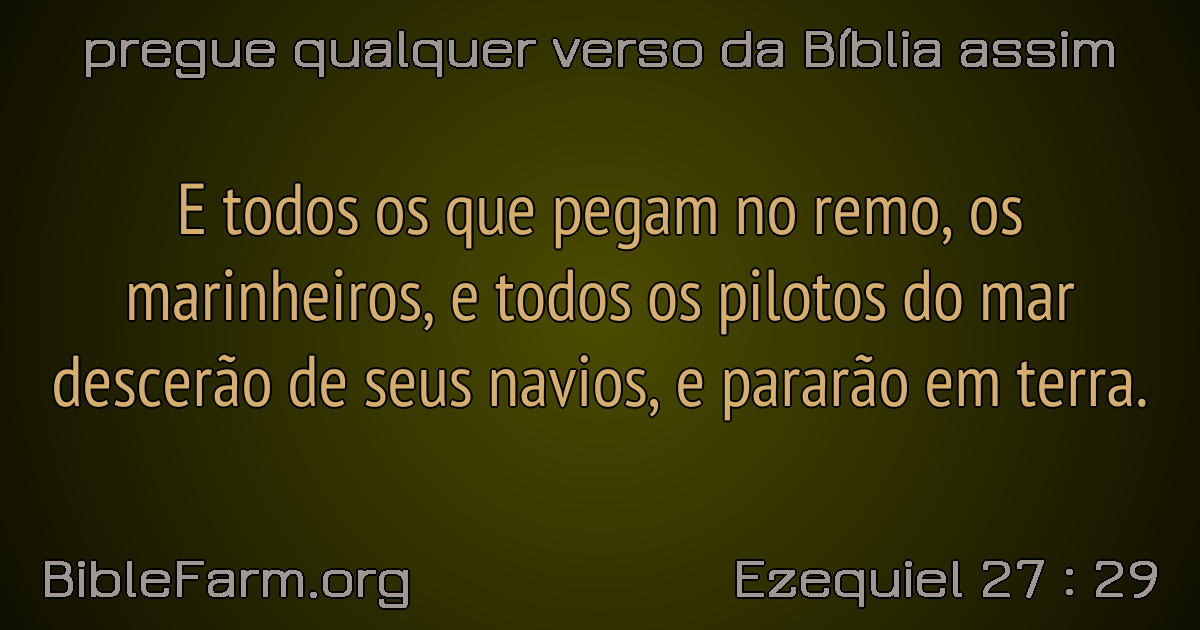 pregue qualquer verso da Bíblia assim
E todos os que pegam no remo, os
marinheiros, e todos os pilotos do mar
descerão de seus navios, e pararão em terra.
BibleFarm.org
Ezequiel 27 : 29